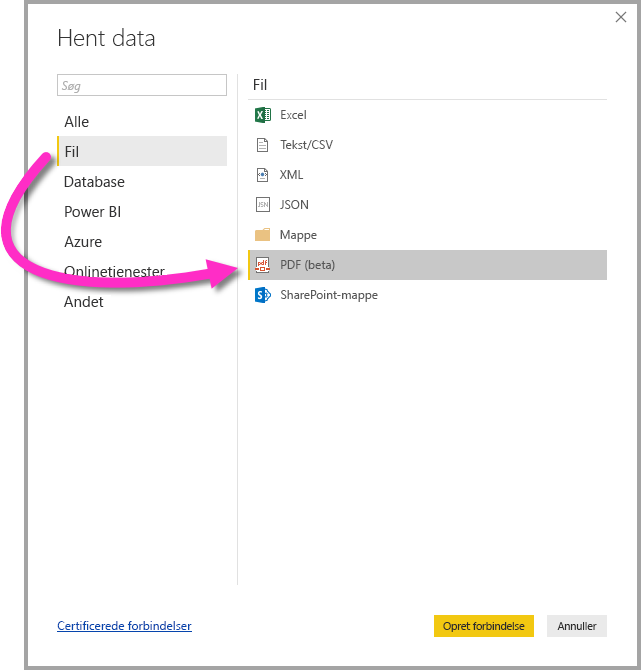 Hent data
Søg
Alle
Fil
Database
Power BI
Azure
Onlinetienester
Andet
Fil
Excel
Tekst/CSV
XML
JSON
Mappe
PDF (beta)
SharePoint-mappe
Certificerede forbindelser
Opret forbindelse
Annuller